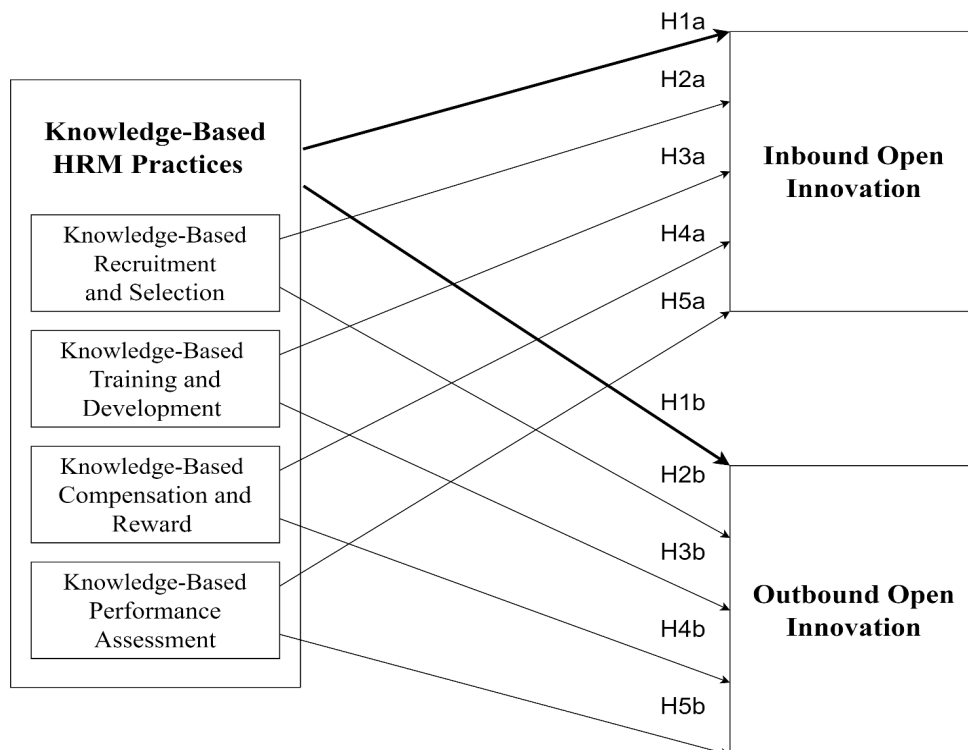 Knowledge-Based
HRM Practices
Knowledge-Based
Recruitment
and Selection
Knowledge-Based
Training and
Development
Knowledge-Based
Compensation and
Reward
Knowledge-Based
Performance
Assessment
H1a
H2a
H3a
H4a
H5a
H1b
H2b
H3b
H4b
H5b
Inbound Open
Innovation
Outbound Open
Innovation